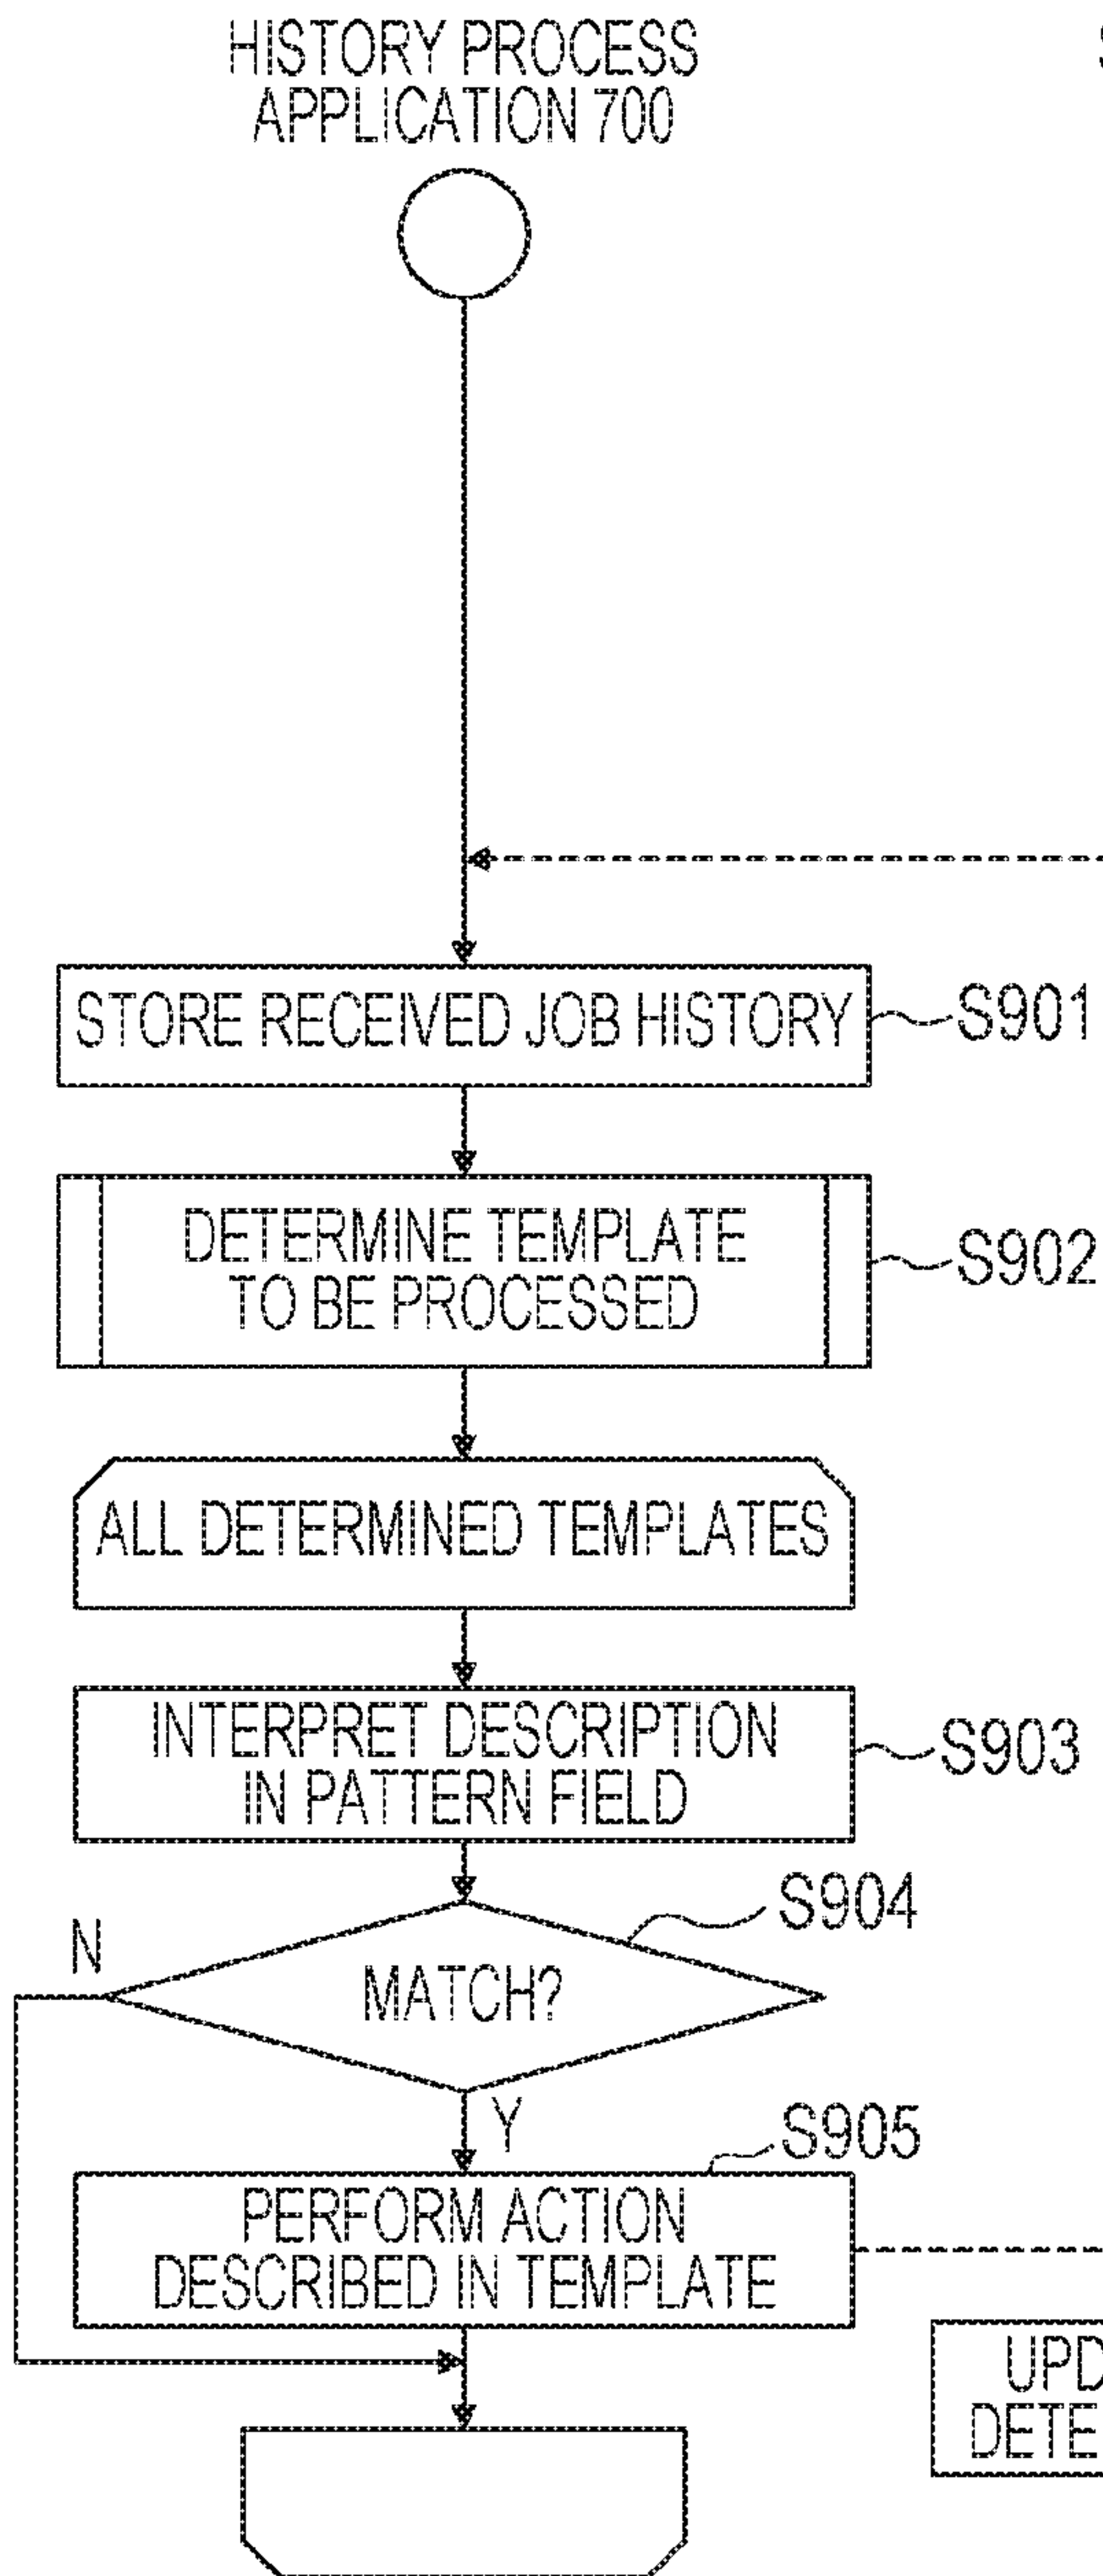 HISTORY PROCESS
APPLICATION 700
STORE RECEIVED JOB HISTORY
S901
DETERMINE TEMPLATE
TO BE PROCESSED
S902
ALL DETERMINED TEMPLATES
INTERPRET DESCRIPTION
IN PATTERN FIELD
S903
S904
N
MATCH?
Y
S905
PERFORM ACTION
DESCRIBED IN TEMPLATE